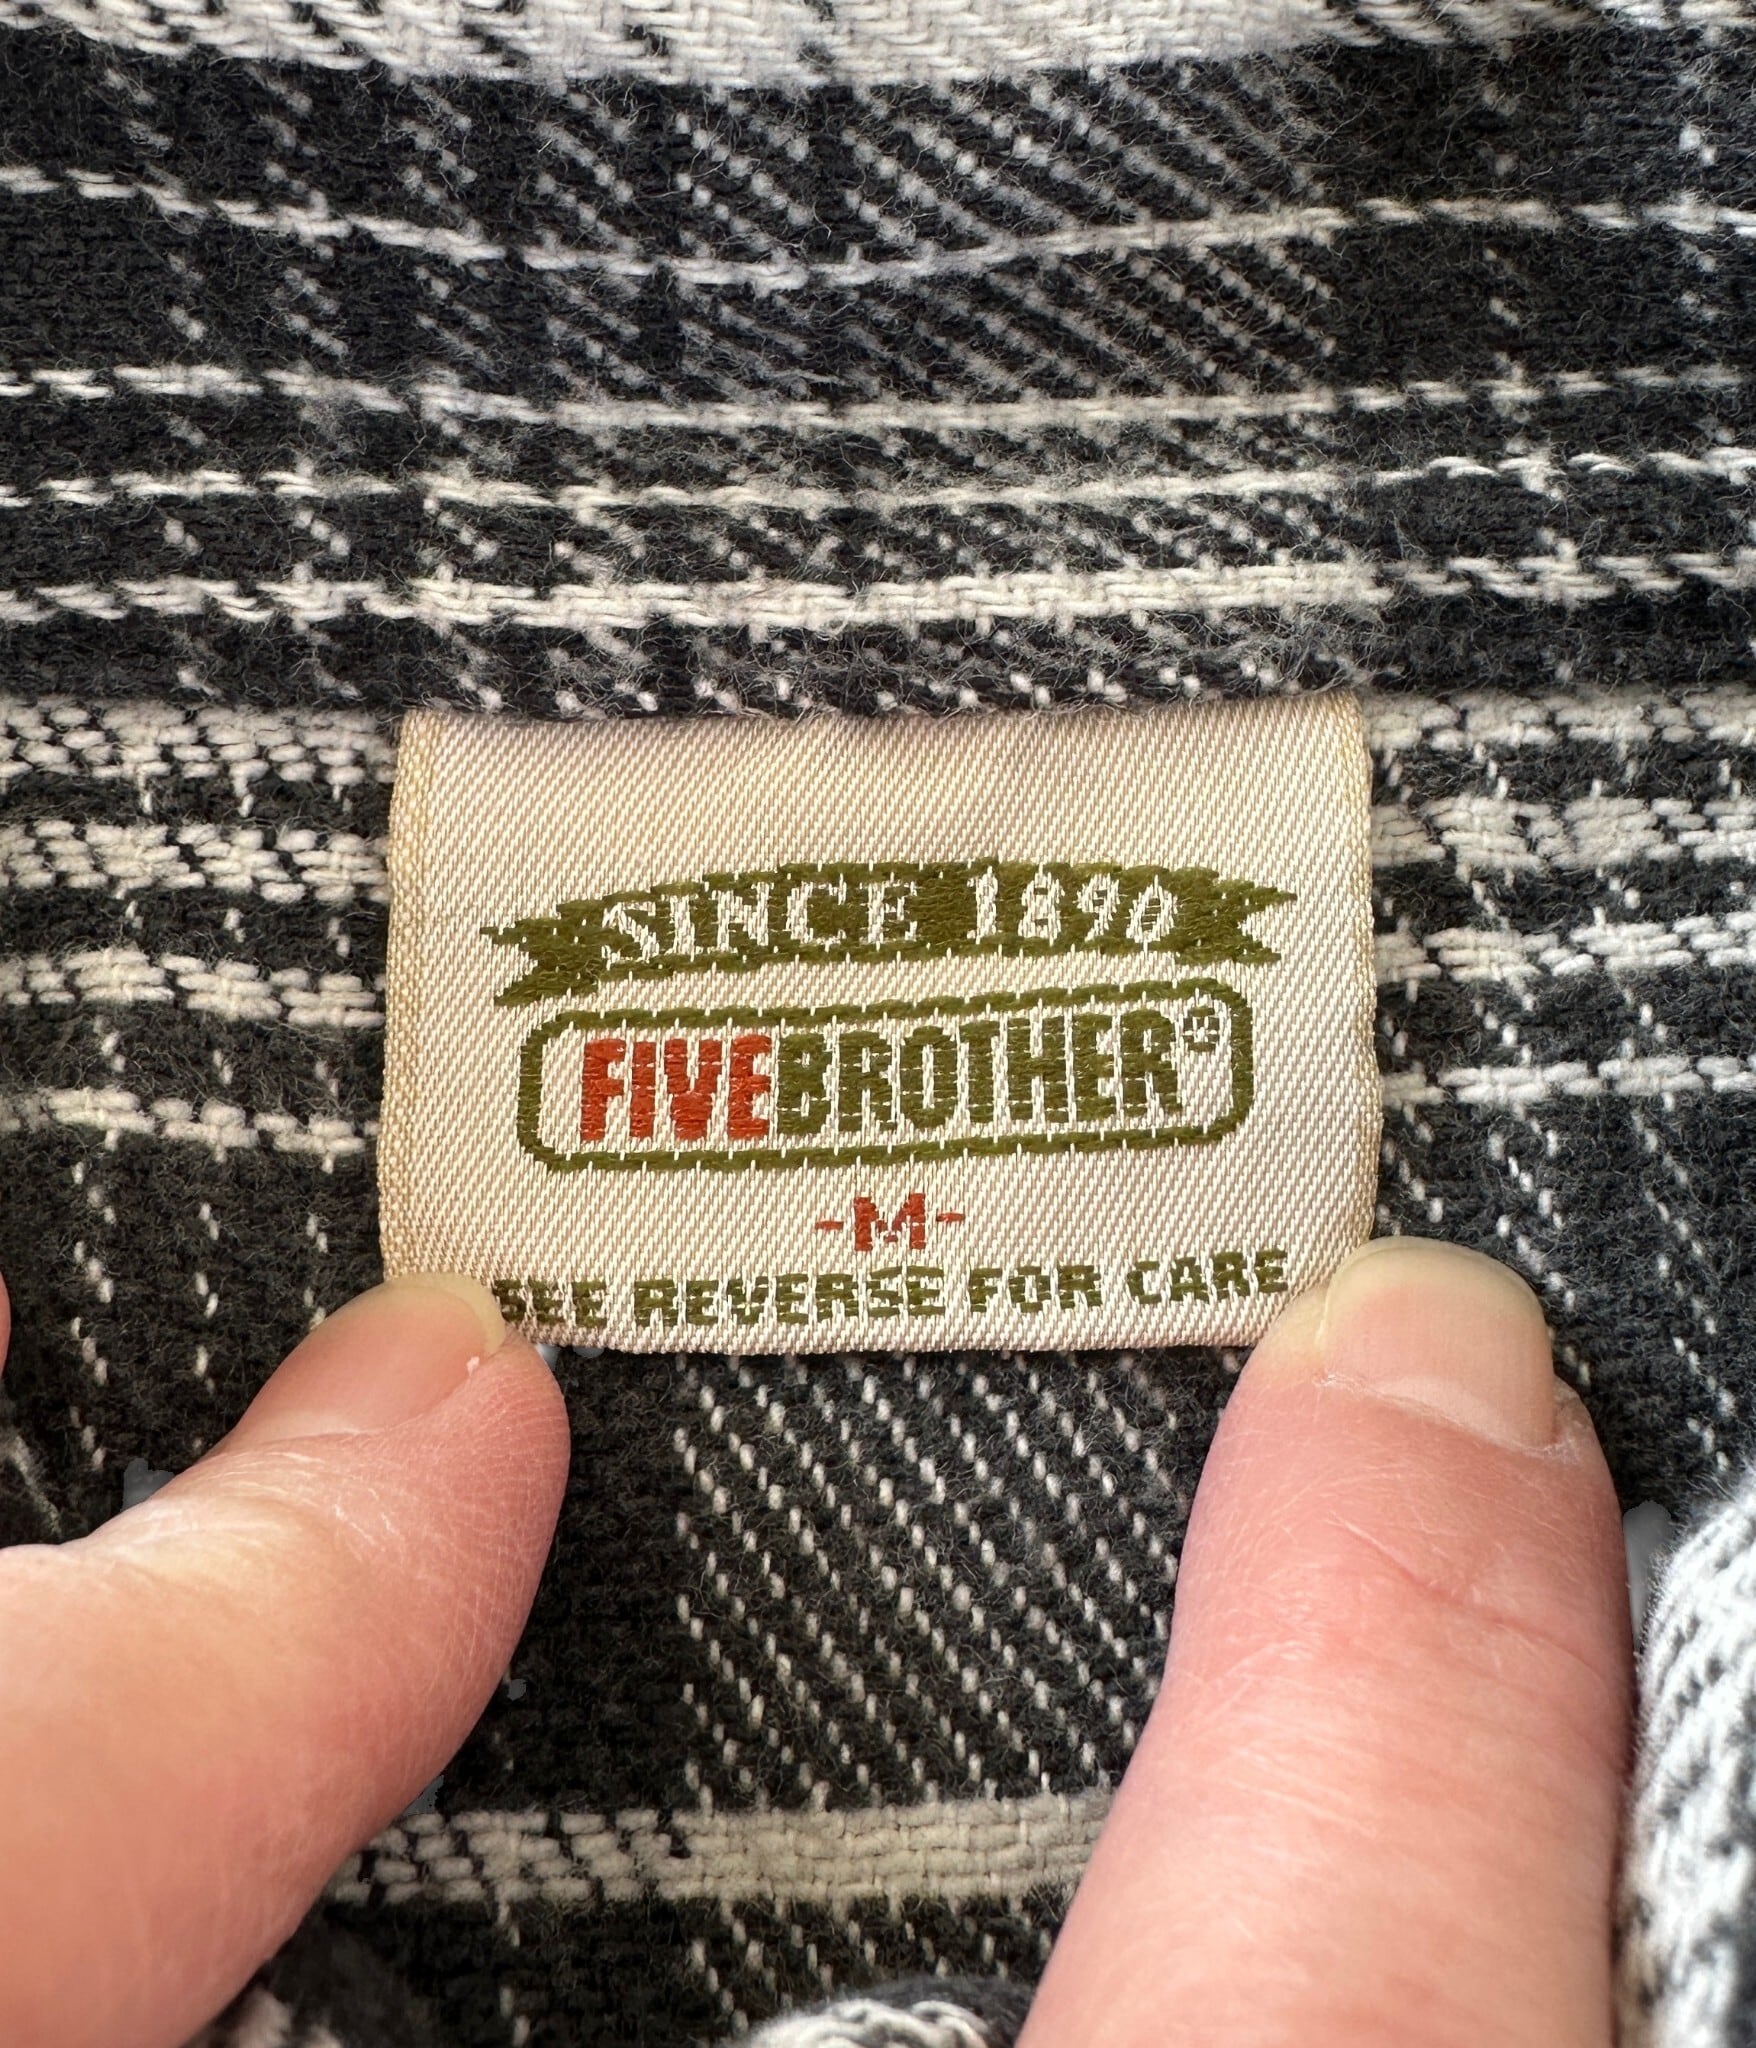 SINCE 1890
FIVEBROTHER®
-M-
SEE REVERSE FOR CARE